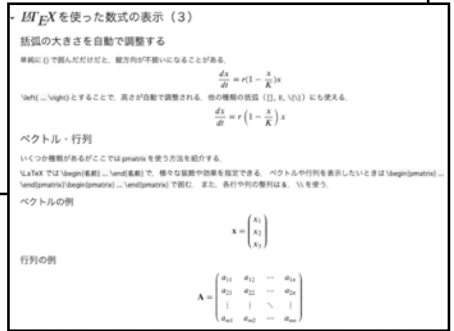 LATEXを使った数式の表示（3）
括弧の大きさを自動で調整する
単純に () で囲んだだけだと、縦方向が不揃いになることがある。
dx/dt = r(1 − x/K)x
\left( ... \right)とすることで、高さが自動で調整される。他の種類の括弧（[], |, \{\}）にも使える。
dx/dt = r (1 − x/K) x
ベクトル・行列
いくつか種類があるがここではpmatrix を使う方法を紹介する。
\LaTeX では \begin{名前} ... \end{名前} で、様々な装飾や効果を指定できる。ベクトルや行列を表示したいときは \begin{pmatrix} ...
\end{pmatrix}\begin{pmatrix} ... \end{pmatrix} で囲む。また、各行や列の整列は &、\\ を使う。
ベクトルの例
x = (x1
x2
x3)
行列の例
A = (a11 a12 ⋯ a1n
a21 a22 ⋯ a2n
⋮ ⋮ ⋱ ⋮
am1 am2 ⋯ amn)